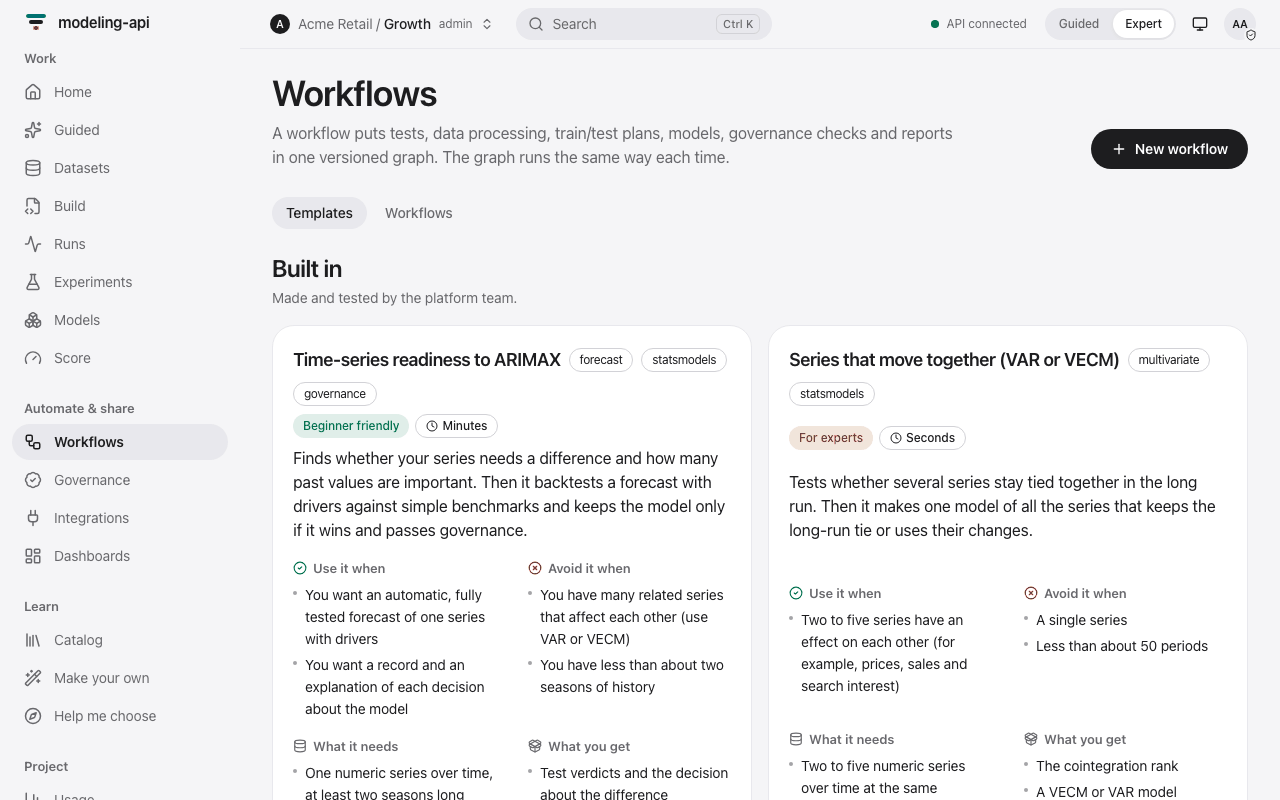 modeling-api
A Acme Retail / Growth admin
Search
Ctrl K
API connected
Guided
Expert
AA
Work
Home
Guided
Datasets
Build
Runs
Experiments
Models
Score
Automate & share
Workflows
Governance
Integrations
Dashboards
Learn
Catalog
Make your own
Help me choose
Project
Usage
Workflows
A workflow puts tests, data processing, train/test plans, models, governance checks and reports
in one versioned graph. The graph runs the same way each time.
New workflow
Templates
Workflows
Built in
Made and tested by the platform team.
Time-series readiness to ARIMAX forecast statsmodels
governance
Beginner friendly Minutes
Finds whether your series needs a difference and how many
past values are important. Then it backtests a forecast with
drivers against simple benchmarks and keeps the model only
if it wins and passes governance.
Use it when
You want an automatic, fully
tested forecast of one series
with drivers
You want a record and an
explanation of each decision
about the model
Avoid it when
You have many related series
that affect each other (use
VAR or VECM)
You have less than about two
seasons of history
What it needs
One numeric series over time,
at least two seasons long
What you get
Test verdicts and the decision
about the difference
Series that move together (VAR or VECM) multivariate
statsmodels
For experts Seconds
Tests whether several series stay tied together in the long
run. Then it makes one model of all the series that keeps the
long-run tie or uses their changes.
Use it when
Two to five series have an
effect on each other (for
example, prices, sales and
search interest)
Avoid it when
A single series
Less than about 50 periods
What it needs
Two to five numeric series
over time at the same
What you get
The cointegration rank
A VECM or VAR model